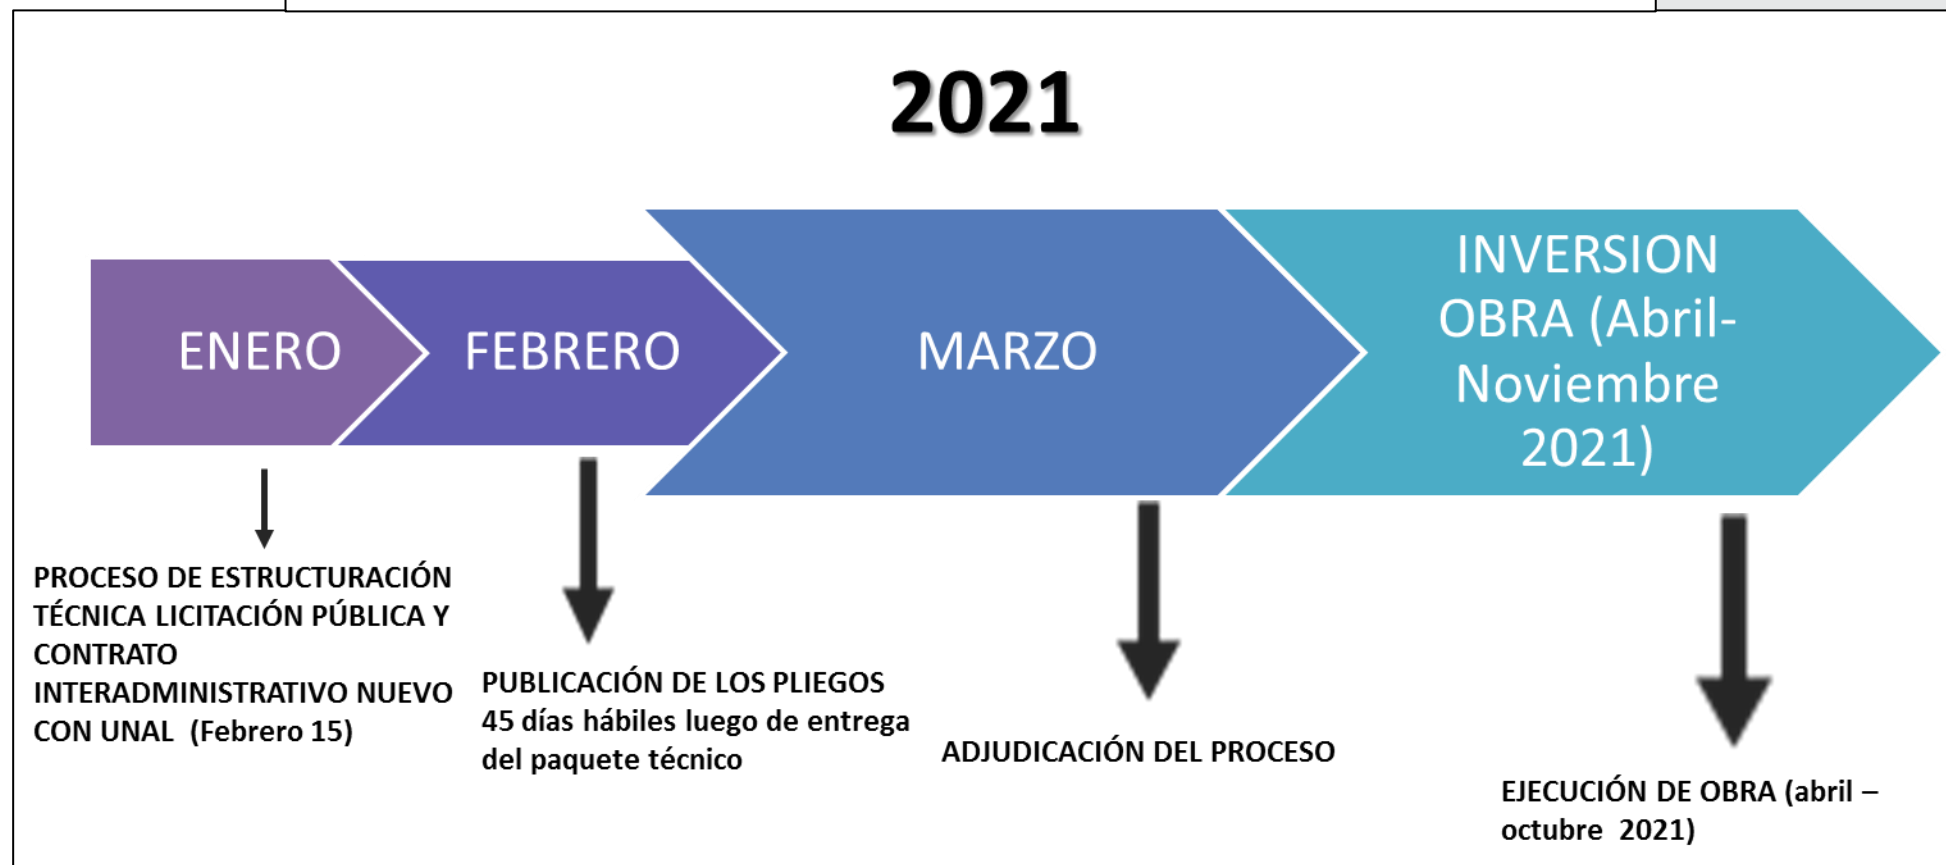 2021
ENERO
FEBRERO
MARZO
INVERSION
OBRA (Abril-
Noviembre
2021)
PROCESO DE ESTRUCTURACIÓN
TÉCNICA LICITACIÓN PÚBLICA Y
CONTRATO
INTERADMINISTRATIVO NUEVO
CON UNAL (Febrero 15)
PUBLICACIÓN DE LOS PLIEGOS
45 días hábiles luego de entrega
del paquete técnico
ADJUDICACIÓN DEL PROCESO
EJECUCIÓN DE OBRA (abril –
octubre 2021)